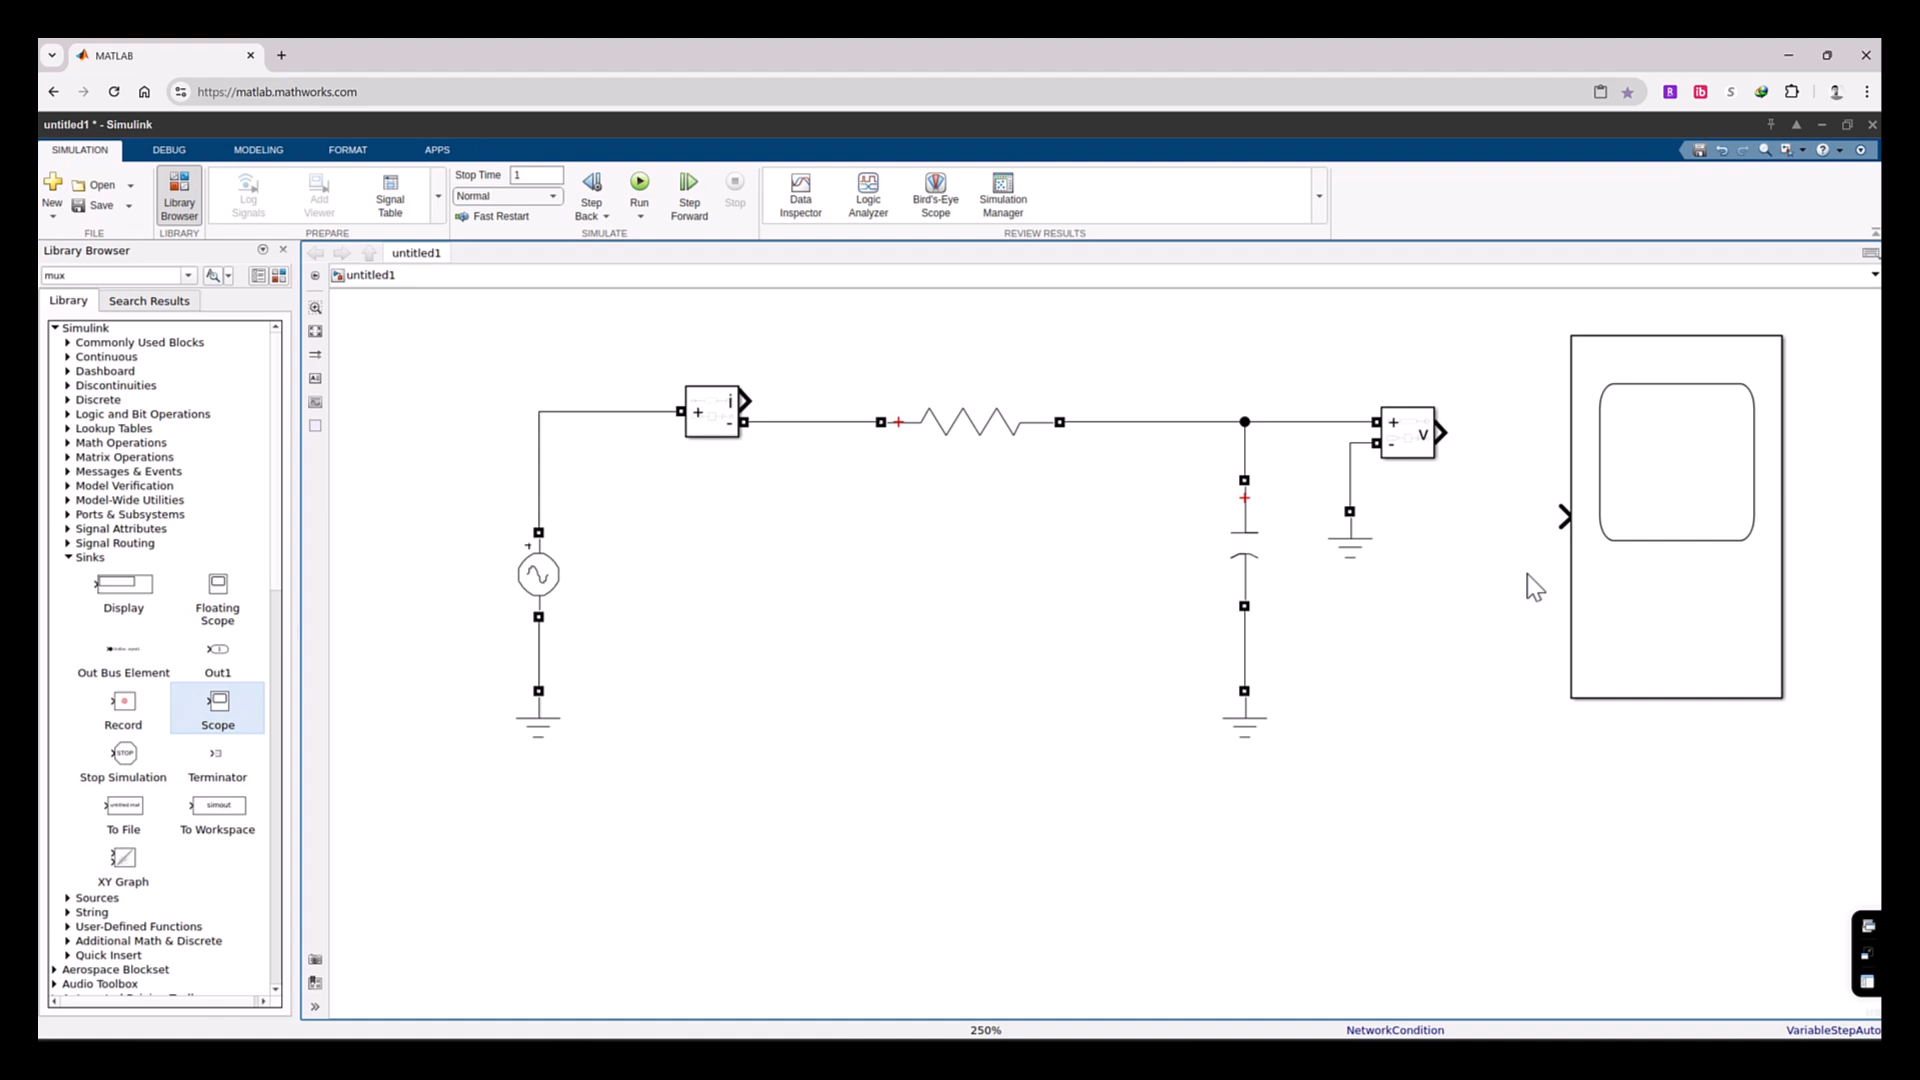 MATLAB
https://matlab.mathworks.com
untitled1 * - Simulink
SIMULATION DEBUG MODELING FORMAT APPS
New
Open
Save
FILE
Library Browser
LIBRARY
Log Signals
Add Viewer
Signal Table
PREPARE
Stop Time 1
Normal
Fast Restart
Step Back
Run
Step Forward
Stop
SIMULATE
Data Inspector
Logic Analyzer
Bird's-Eye Scope
Simulation Manager
REVIEW RESULTS
Library Browser
mux
Library Search Results
Simulink
Commonly Used Blocks
Continuous
Dashboard
Discontinuities
Discrete
Logic and Bit Operations
Lookup Tables
Math Operations
Matrix Operations
Messages & Events
Model Verification
Model-Wide Utilities
Ports & Subsystems
Signal Attributes
Signal Routing
Sinks
Display
Floating Scope
Out Bus Element
1
Out1
Record
Scope
STOP
Stop Simulation
Terminator
untitled.mat
To File
simout
To Workspace
XY Graph
Sources
String
User-Defined Functions
Additional Math & Discrete
Quick Insert
Aerospace Blockset
Audio Toolbox
untitled1
untitled1
+ i -
+
+
+
+ v -
250%
NetworkCondition
VariableStepAuto